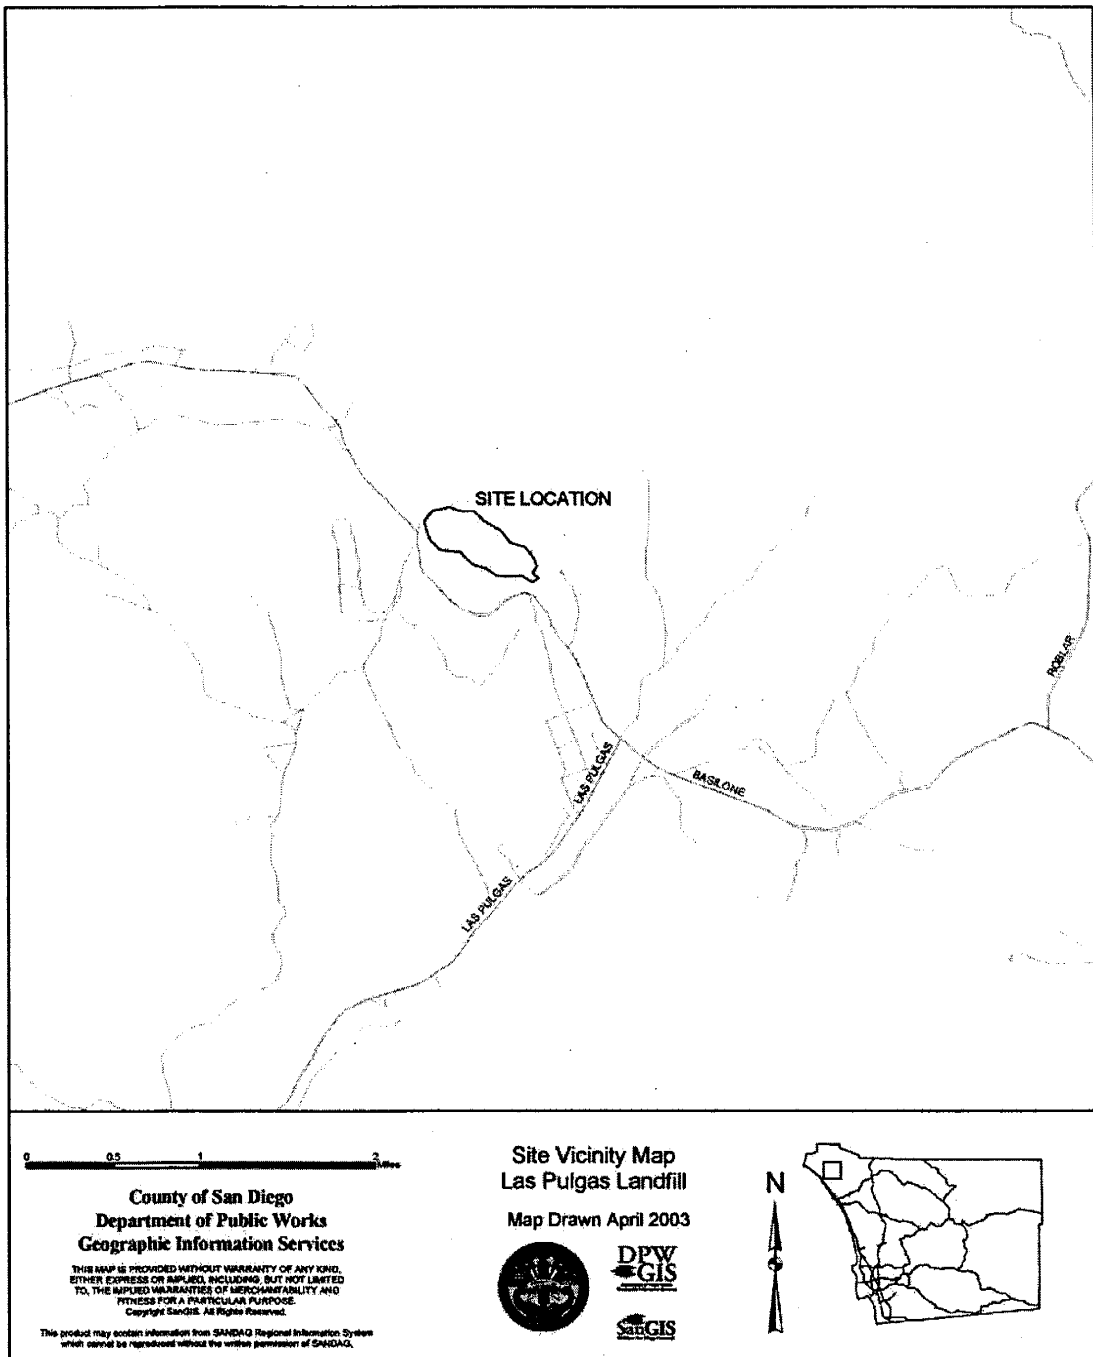 SITE LOCATION
ROBLAR
LAS PULGAS
BASILONE
LAS PULGAS
0 0.5 1 2 Miles
County of San Diego
Department of Public Works
Geographic Information Services
THIS MAP IS PROVIDED WITHOUT WARRANTY OF ANY KIND,
EITHER EXPRESS OR IMPLIED, INCLUDING, BUT NOT LIMITED
TO, THE IMPLIED WARRANTIES OF MERCHANTABILITY AND
FITNESS FOR A PARTICULAR PURPOSE.
Copyright SanGIS. All Rights Reserved.
This product may contain information from SANDAG Regional Information System
which cannot be reproduced without the written permission of SANDAG.
Site Vicinity Map
Las Pulgas Landfill
Map Drawn April 2003
DPW
GIS
SanGIS
N